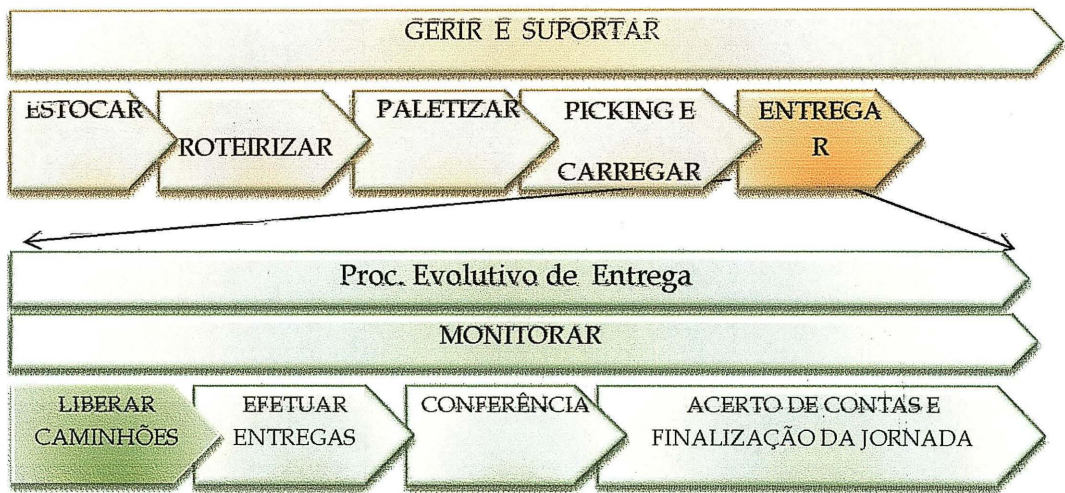 GERIR E SUPORTAR
ESTOCAR
ROTEIRIZAR
PALETIZAR
PICKING E
CARREGAR
ENTREGA
R
Proc. Evolutivo de Entrega
MONITORAR
LIBERAR
CAMINHÕES
EFETUAR
ENTREGAS
CONFERÊNCIA
ACERTO DE CONTAS E
FINALIZAÇÃO DA JORNADA